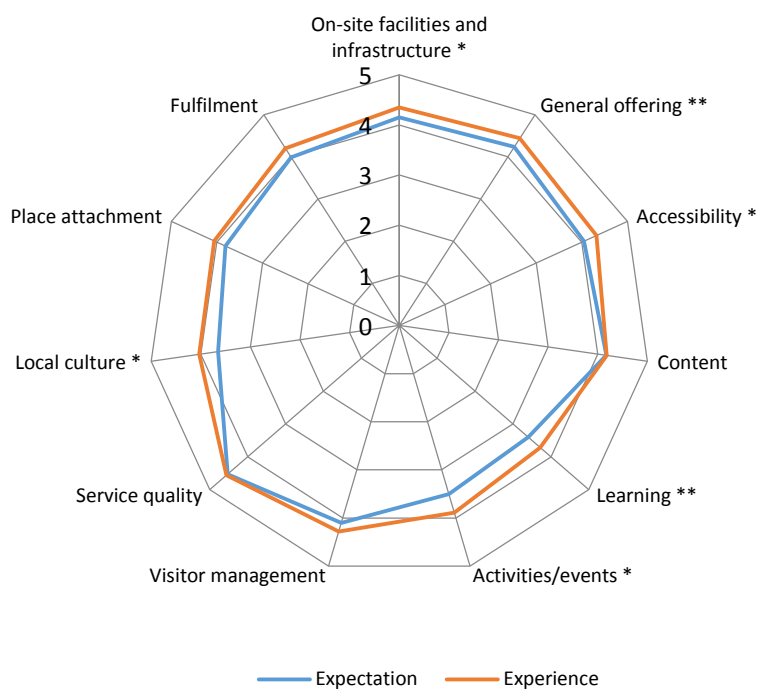 On-site facilities and
infrastructure *
5
Fulfilment
General offering **
4
3
Place attachment
Accessibility *
2
1
0
Local culture *
Content
Service quality
Learning **
Visitor management
Activities/events *
Expectation
Experience